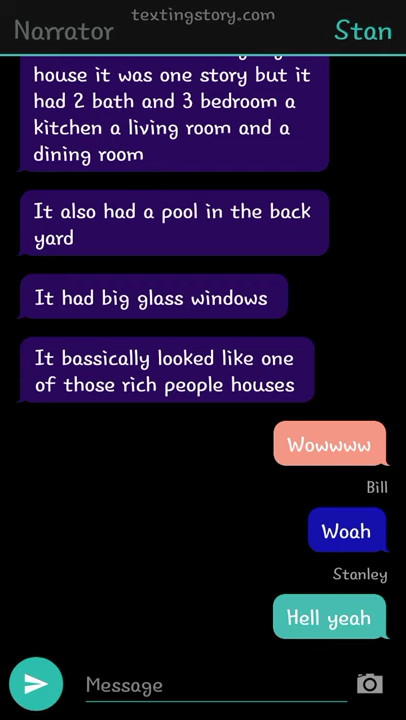 textingstory.com
Narrator
Stan
house it was one story but it
had 2 bath and 3 bedroom a
kitchen a living room and a
dining room
It also had a pool in the back
yard
It had big glass windows
It bassically looked like one
of those rich people houses
Wowwww
Bill
Woah
Stanley
Hell yeah
Message